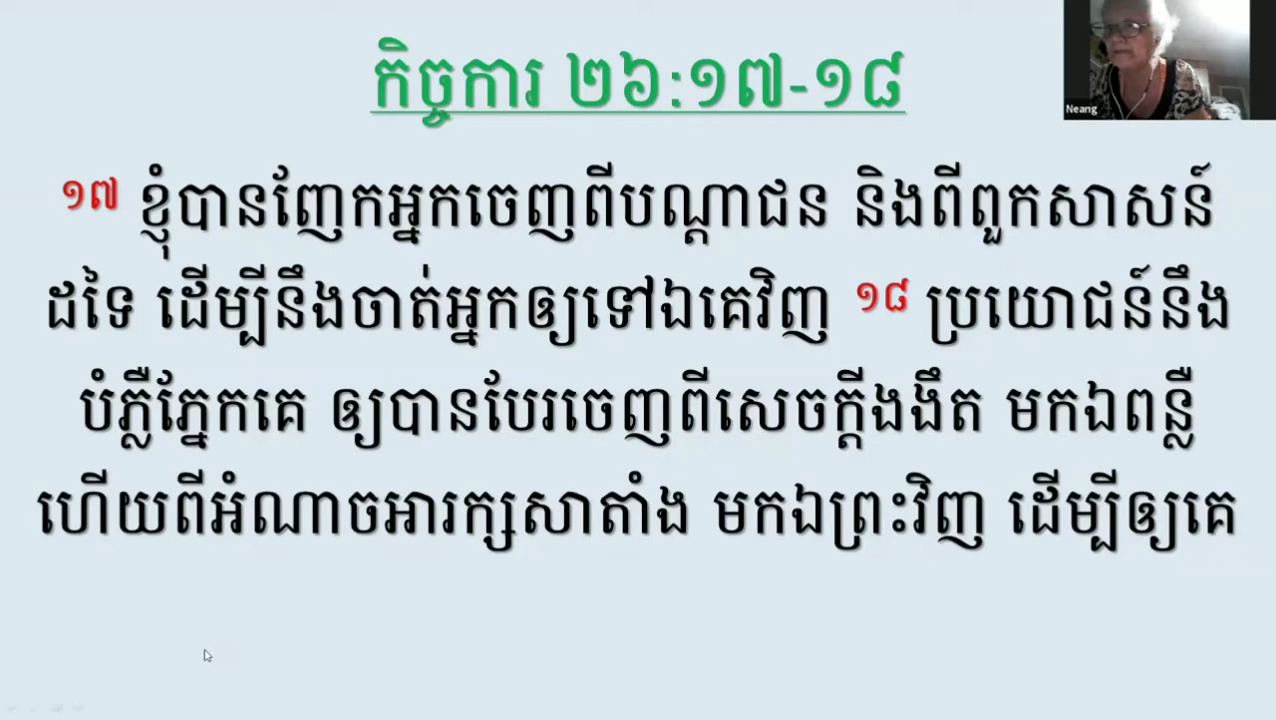 កិច្ចការ ២៦:១៧-១៨
Neang
១៧ ខ្ញុំបានញែកអ្នកចេញពីបណ្តាជន និងពីពួកសាសន៍
ដទៃ ដើម្បីនឹងចាត់អ្នកឲ្យទៅឯគេវិញ ១៨ ប្រយោជន៍នឹង
បំភ្លឺភ្នែកគេ ឲ្យបានបែរចេញពីសេចក្តីងងឹត មកឯពន្លឺ
ហើយពីអំណាចអារក្សសាតាំង មកឯព្រះវិញ ដើម្បីឲ្យគេ